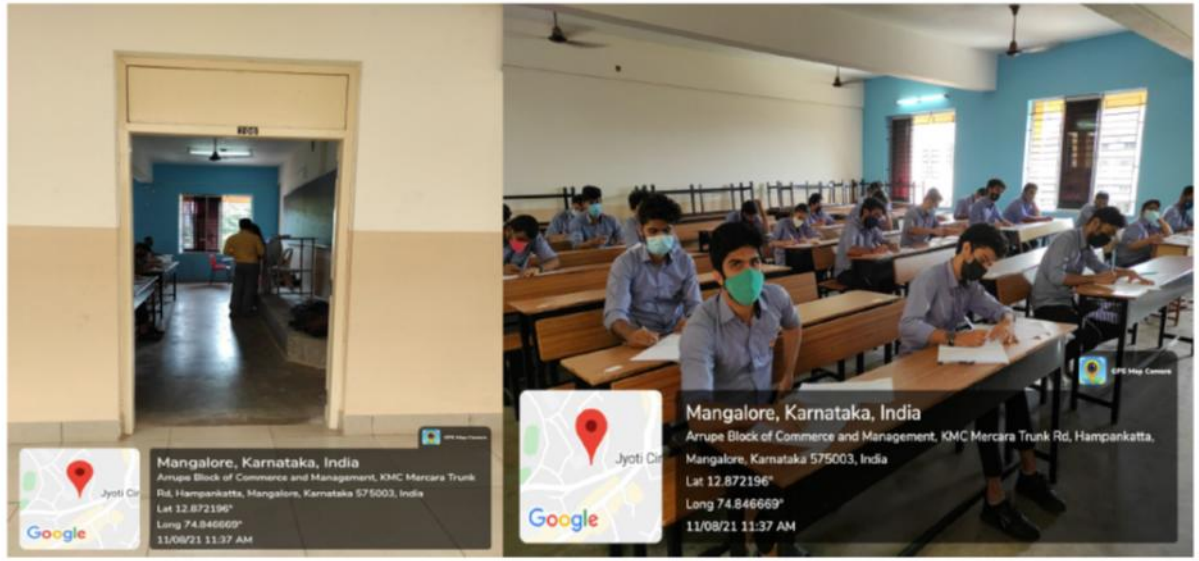 706
GPS Map Camera
Jyoti Cir
Google
Mangalore, Karnataka, India
Arrupe Block of Commerce and Management, KMC Mercara Trunk
Rd, Hampankatta, Mangalore, Karnataka 575003, India
Lat 12.872196°
Long 74.846669°
11/08/21 11:37 AM
GPS Map Camera
Jyoti Cir
Google
Mangalore, Karnataka, India
Arrupe Block of Commerce and Management, KMC Mercara Trunk Rd, Hampankatta,
Mangalore, Karnataka 575003, India
Lat 12.872196°
Long 74.846669°
11/08/21 11:37 AM